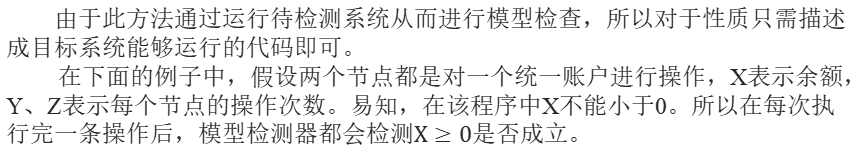 由于此方法通过运行待检测系统从而进行模型检查，所以对于性质只需描述
成目标系统能够运行的代码即可。
在下面的例子中，假设两个节点都是对一个统一账户进行操作，X表示余额，
Y、Z表示每个节点的操作次数。易知，在该程序中X不能小于0。所以在每次执
行完一条操作后，模型检测器都会检测X ≥ 0是否成立。